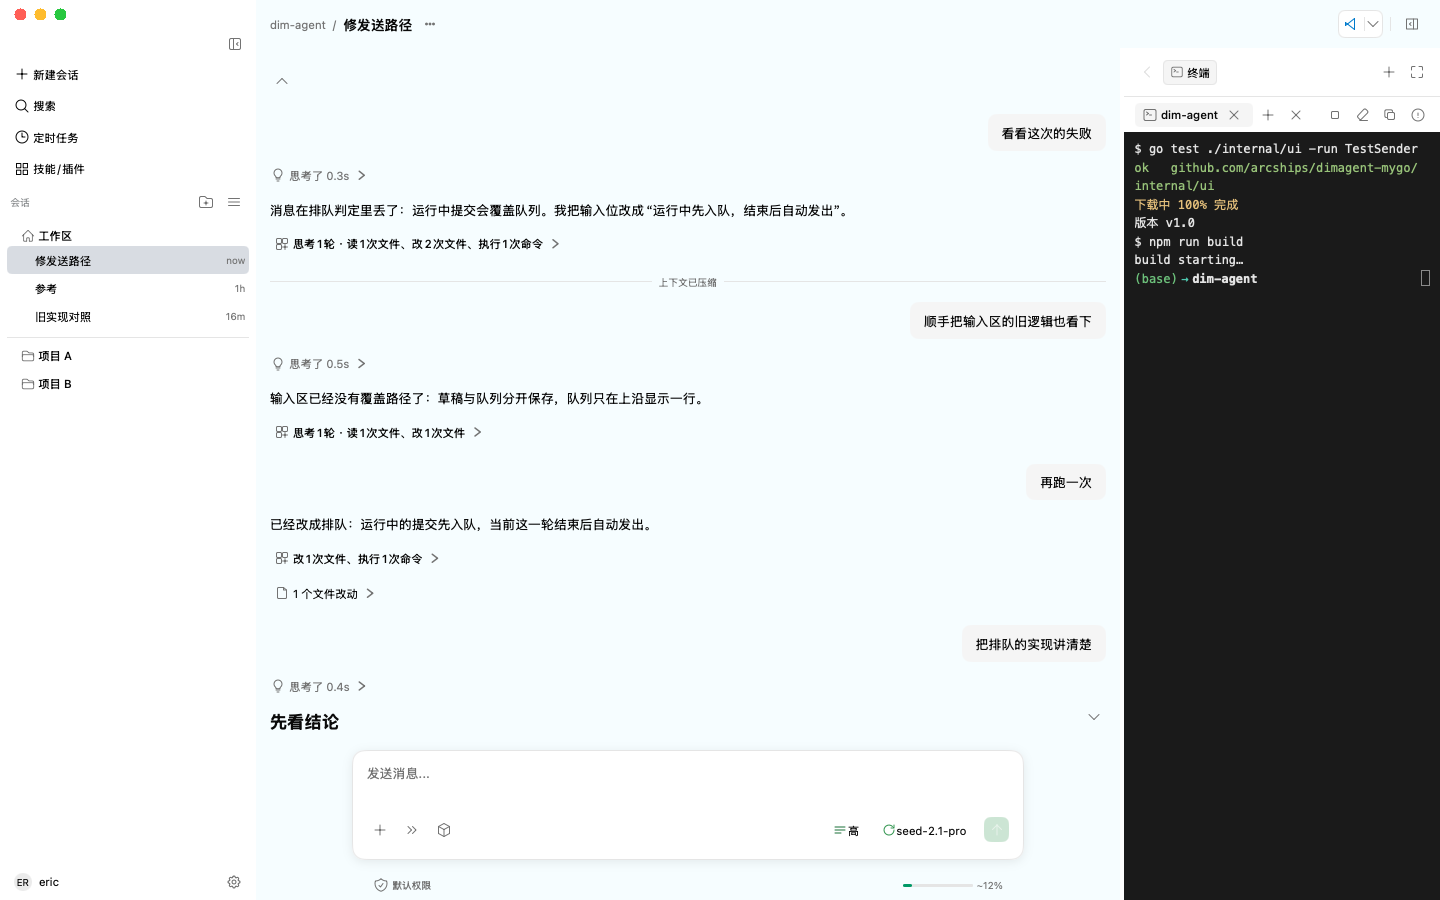 新建会话
搜索
定时任务
技能/插件
会话
工作区
修发送路径 now
参考 1h
旧实现对照 16m
项目 A
项目 B
ER eric
dim-agent / 修发送路径 ···
看看这次的失败
思考了 0.3s
消息在排队判定里丢了：运行中提交会覆盖队列。我把输入位改成“运行中先入队，结束后自动发出”。
思考1轮 · 读1次文件、改2次文件、执行1次命令
上下文已压缩
顺手把输入区的旧逻辑也看下
思考了 0.5s
输入区已经没有覆盖路径了：草稿与队列分开保存，队列只在上沿显示一行。
思考1轮 · 读1次文件、改1次文件
再跑一次
已经改成排队：运行中的提交先入队，当前这一轮结束后自动发出。
改1次文件、执行1次命令
1 个文件改动
把排队的实现讲清楚
思考了 0.4s
先看结论
发送消息...
高 seed-2.1-pro
默认权限 ~12%
终端
dim-agent
$ go test ./internal/ui -run TestSender
ok github.com/arcships/dimagent-mygo/
internal/ui
下载中 100% 完成
版本 v1.0
$ npm run build
build starting…
(base) → dim-agent